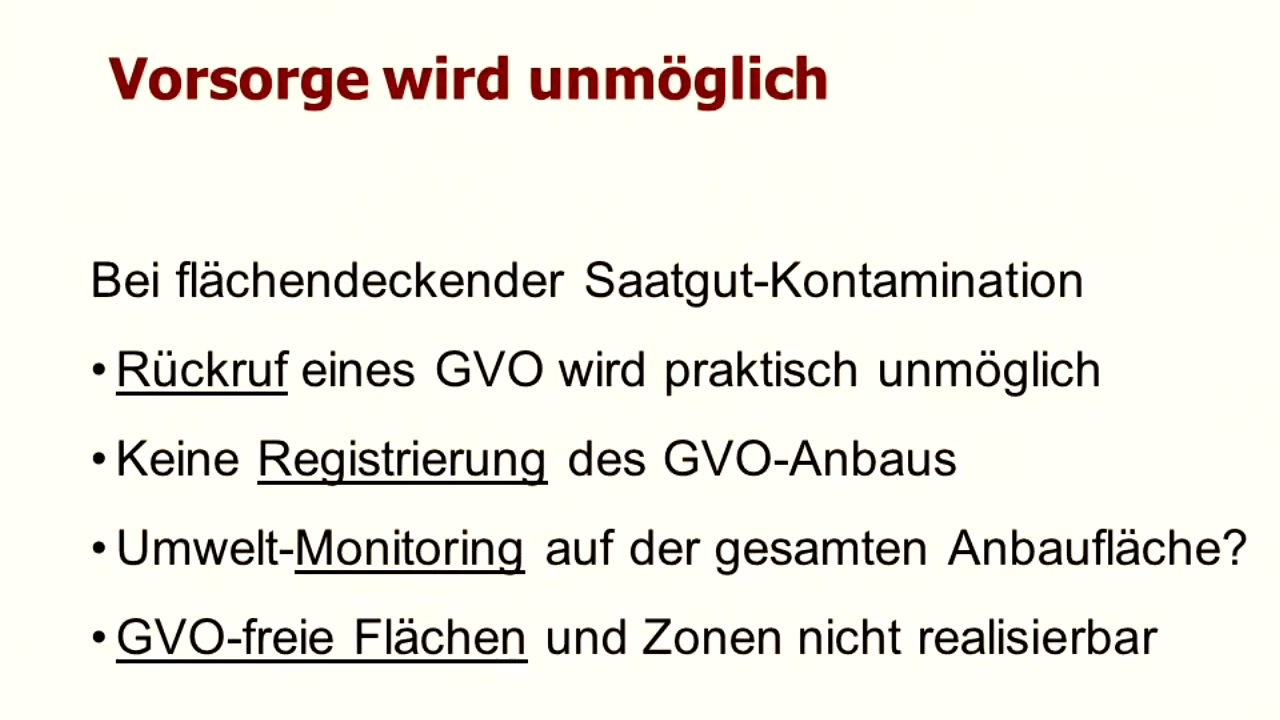 Vorsorge wird unmöglich
Bei flächendeckender Saatgut-Kontamination
• Rückruf eines GVO wird praktisch unmöglich
• Keine Registrierung des GVO-Anbaus
• Umwelt-Monitoring auf der gesamten Anbaufläche?
• GVO-freie Flächen und Zonen nicht realisierbar